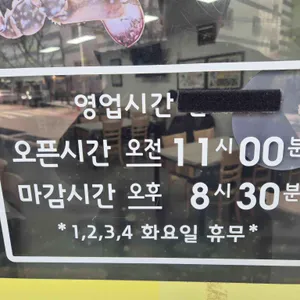 영업시간
오픈시간 오전 11시 00분
마감시간 오후 8시 30분
*1,2,3,4 화요일 휴무*